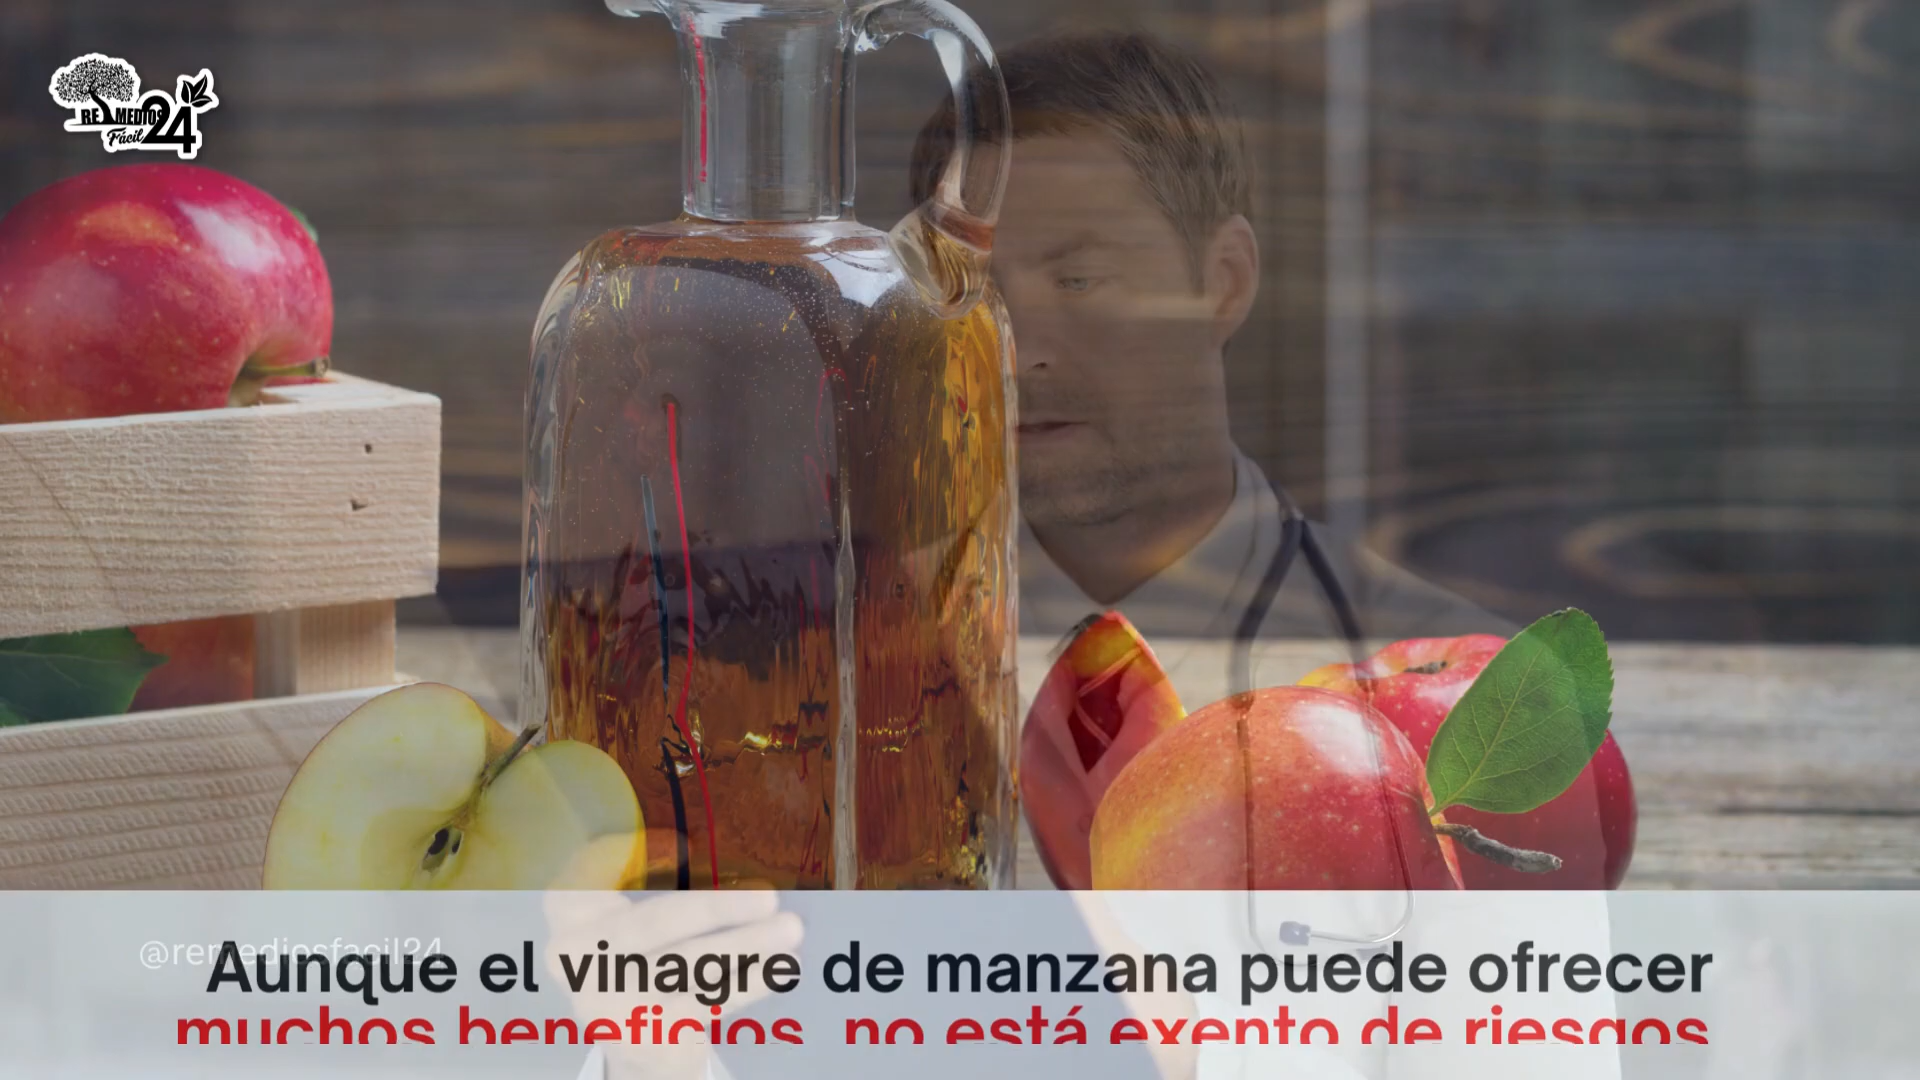 REMEDIOS
Fácil 24
@remediosfacil24
Aunque el vinagre de manzana puede ofrecer
muchos beneficios, no está exento de riesgos